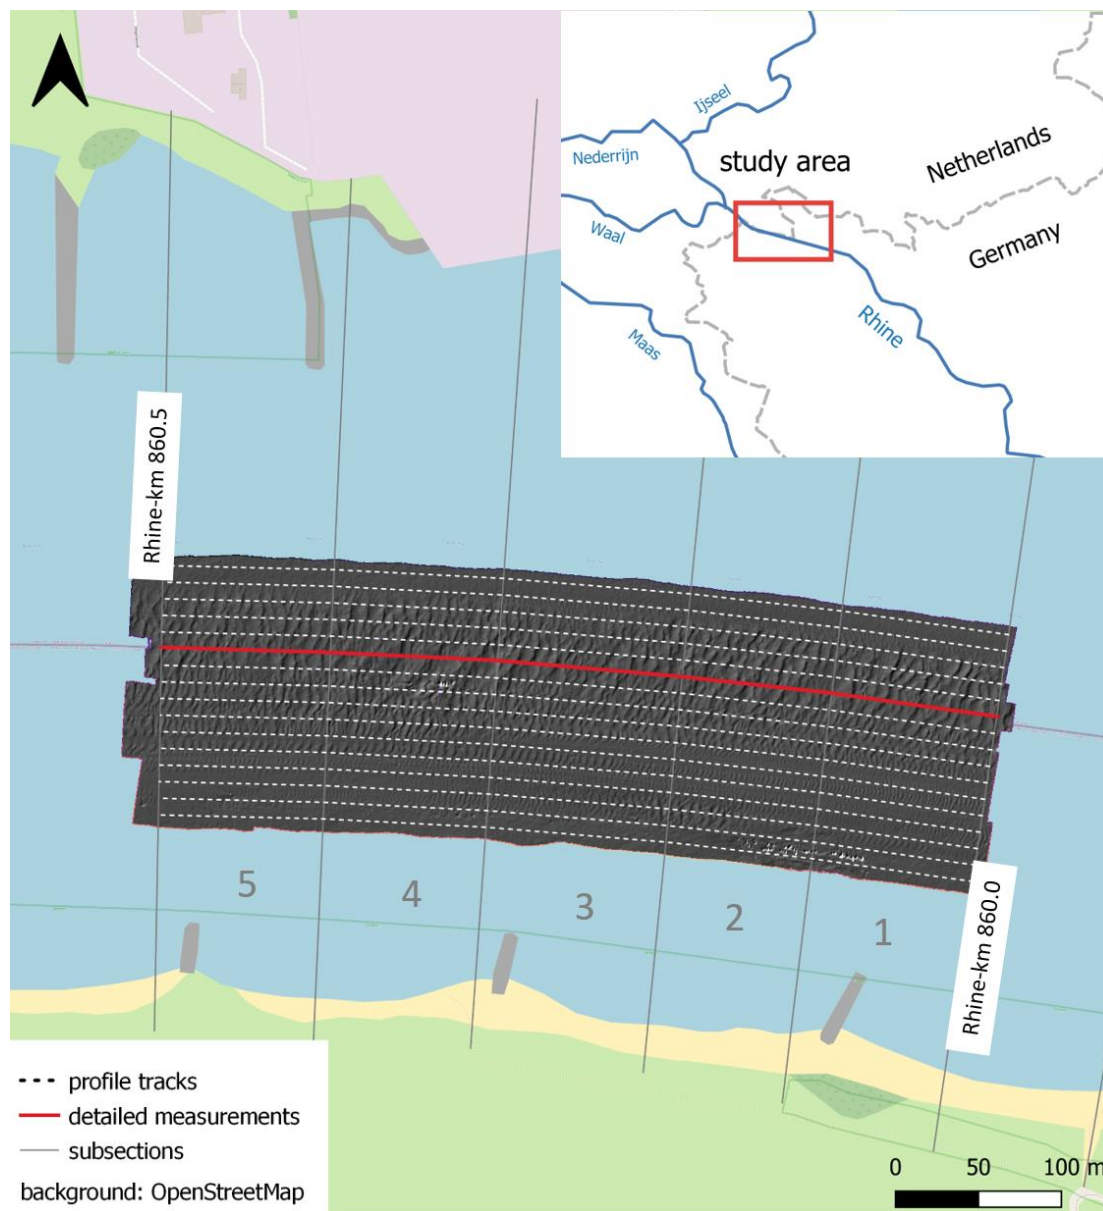 Ijseel
Nederrijn
study area
Netherlands
Waal
Germany
Rhine
Maas
Rhine-km 860.5
5
4
3
2
1
Rhine-km 860.0
profile tracks
detailed measurements
subsections
background: OpenStreetMap
0 50 100 m